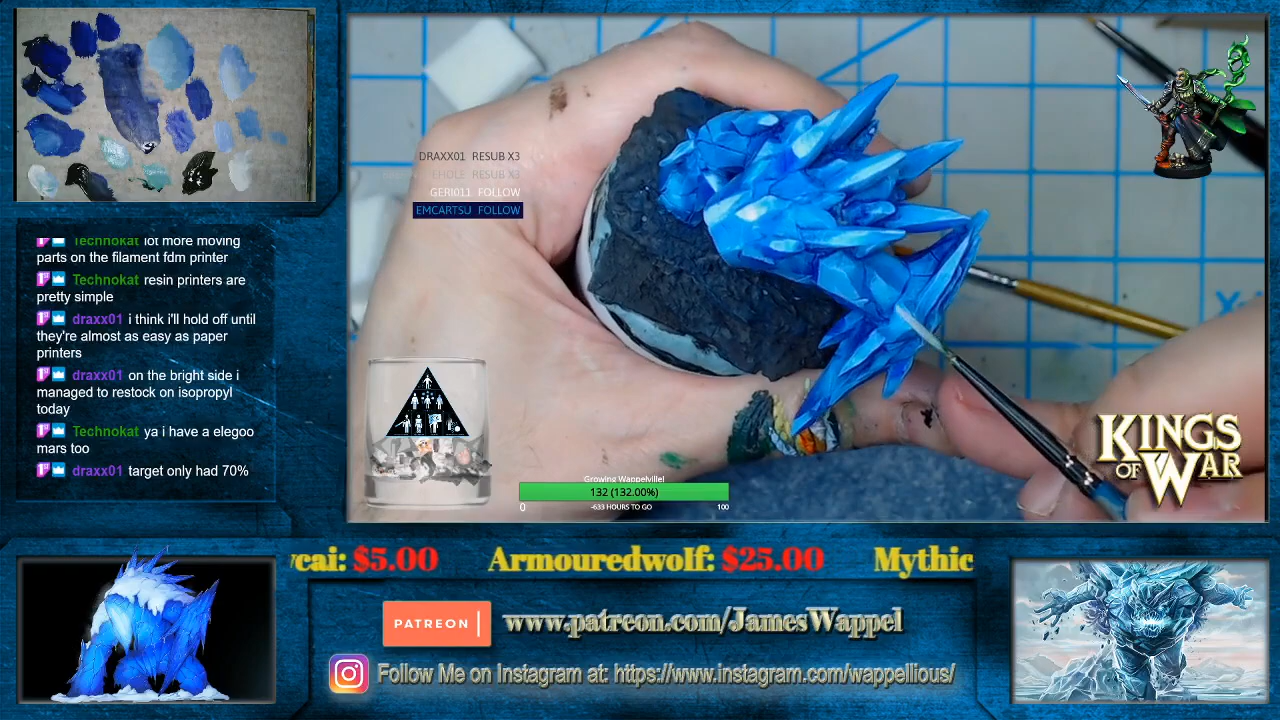 DRAXX01 RESUB X3
RESUB X3
GERI011 FOLLOW
EMCARTSU FOLLOW
Technokat lot more moving
parts on the filament fdm printer
Technokat resin printers are
pretty simple
draxx01 i think i'll hold off until
they're almost as easy as paper
printers
draxx01 on the bright side i
managed to restock on isopropyl
today
Technokat ya i have a elegoo
mars too
draxx01 target only had 70%
Growing Wappelville!
132 (132.00%)
0 -633 HOURS TO GO 100
KINGS
OF WAR
cai: $5.00 Armouredwolf: $25.00 Mythic
PATREON
www.patreon.com/JamesWappel
Follow Me on Instagram at: https://www.instagram.com/wappellious/